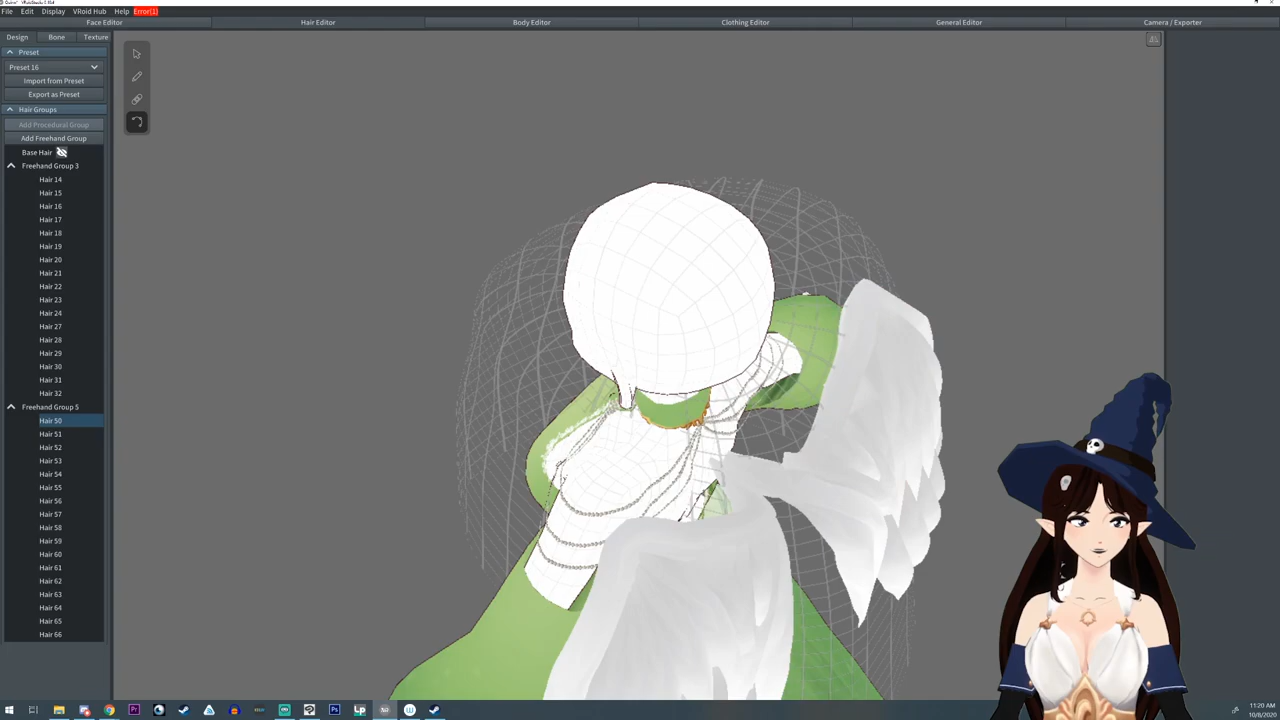 File Edit Display VRoid Hub Help Error(1)
Face Editor Hair Editor Body Editor Clothing Editor General Editor Camera / Exporter
Design Bone Texture
Preset
Preset 16
Import from Preset
Export as Preset
Hair Groups
Add Procedural Group
Add Freehand Group
Base Hair
Freehand Group 3
Hair 14
Hair 15
Hair 16
Hair 17
Hair 18
Hair 19
Hair 20
Hair 21
Hair 22
Hair 23
Hair 24
Hair 27
Hair 28
Hair 29
Hair 30
Hair 31
Hair 32
Freehand Group 5
Hair 50
Hair 51
Hair 52
Hair 53
Hair 54
Hair 55
Hair 56
Hair 57
Hair 58
Hair 59
Hair 60
Hair 61
Hair 62
Hair 63
Hair 64
Hair 65
Hair 66
Pr Ps
11:20 AM
10/8/2020